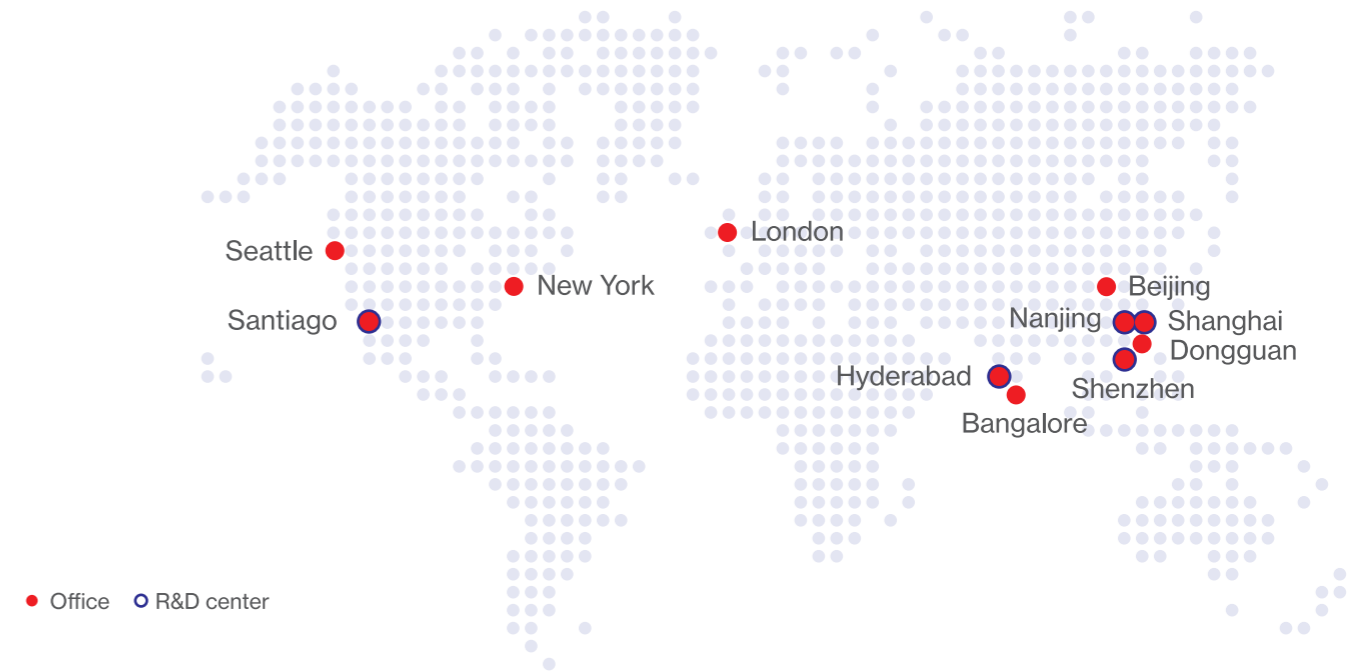 London
Seattle
New York
Beijing
Santiago
Nanjing
Shanghai
Dongguan
Hyderabad
Shenzhen
Bangalore
Office
R&D center